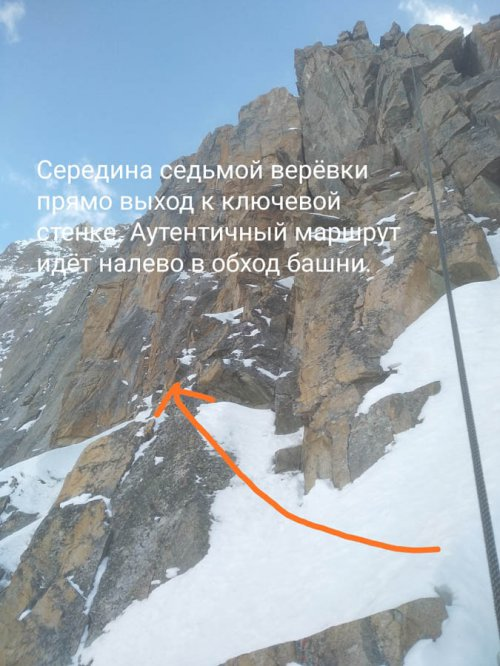 Середина седьмой верёвки
прямо выход к ключевой
стенке. Аутентичный маршрут
идёт налево в обход башни.